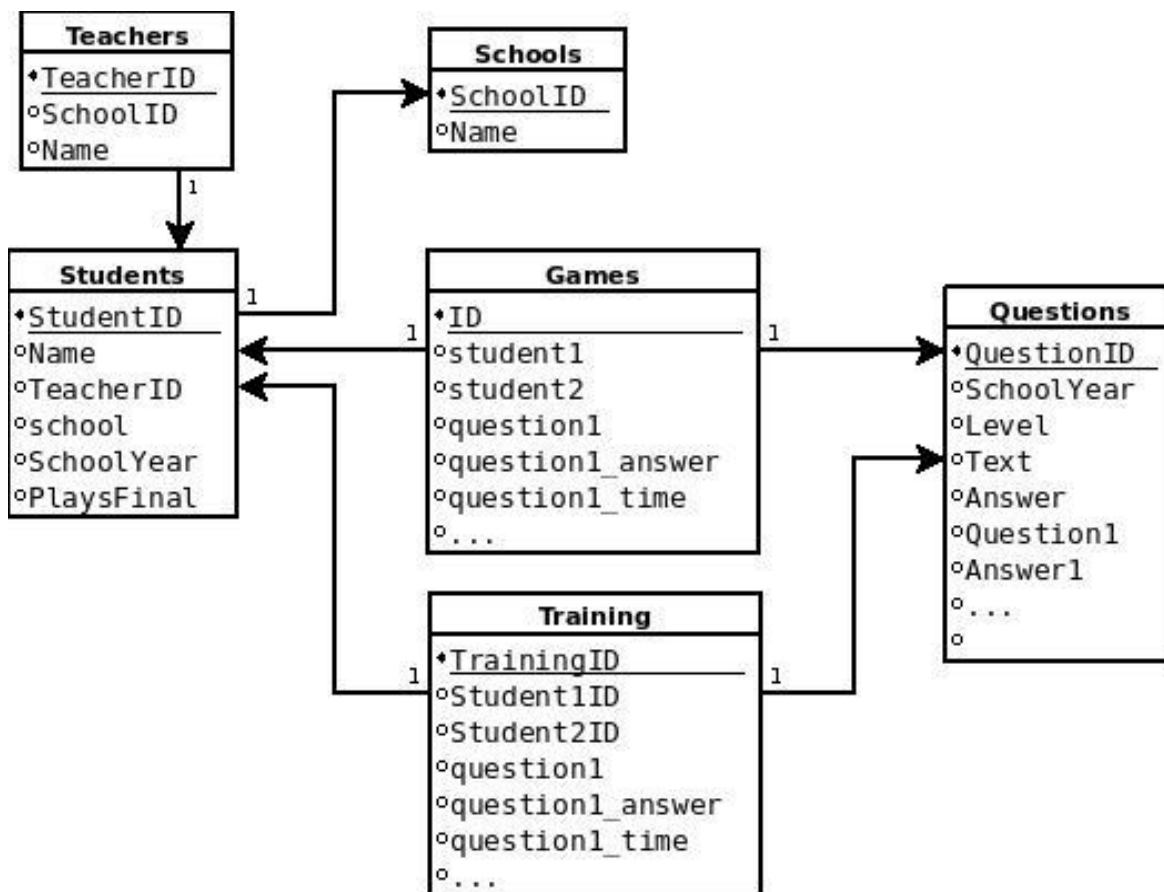 Teachers
TeacherID
SchoolID
Name
1
Schools
SchoolID
Name
Students
StudentID
Name
TeacherID
school
SchoolYear
PlaysFinal
1
Games
ID
student1
student2
question1
question1_answer
question1_time
...
1
1
Questions
QuestionID
SchoolYear
Level
Text
Answer
Question1
Answer1
...
Training
TrainingID
Student1ID
Student2ID
question1
question1_answer
question1_time
...
1
1